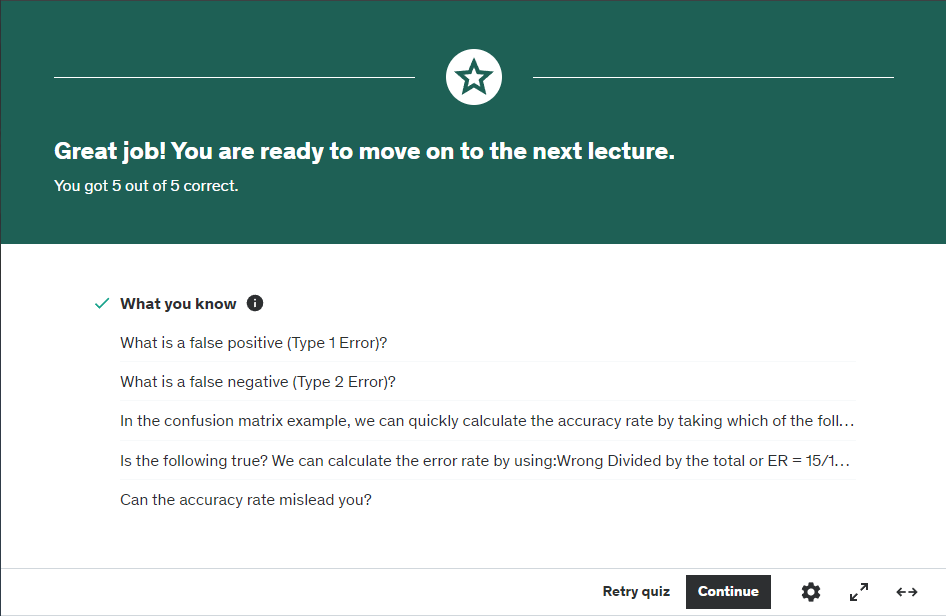 Great job! You are ready to move on to the next lecture.
You got 5 out of 5 correct.
What you know
What is a false positive (Type 1 Error)?
What is a false negative (Type 2 Error)?
In the confusion matrix example, we can quickly calculate the accuracy rate by taking which of the foll...
Is the following true? We can calculate the error rate by using:Wrong Divided by the total or ER = 15/1...
Can the accuracy rate mislead you?
Retry quiz Continue